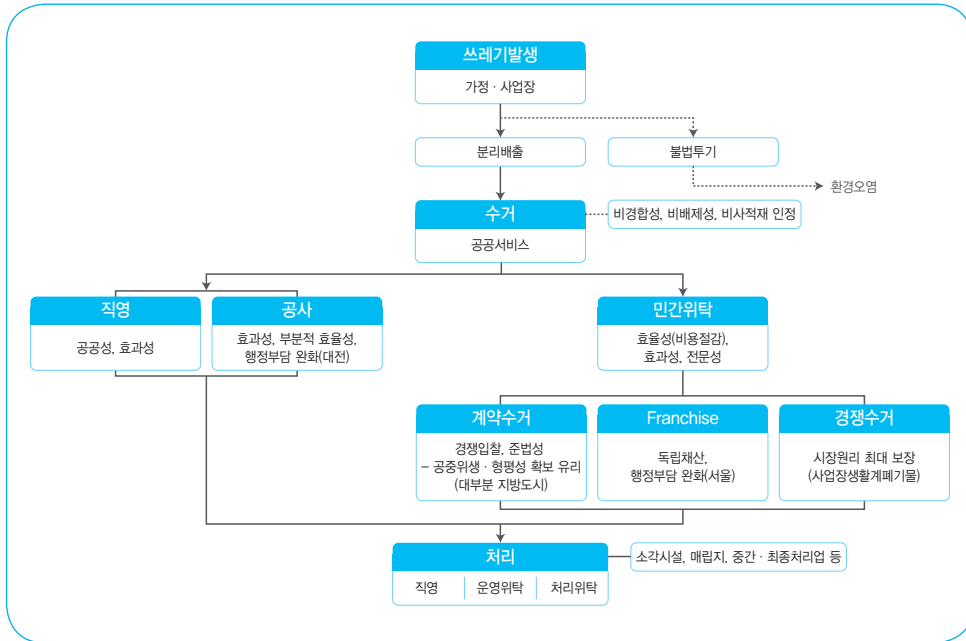 쓰레기발생
가정 · 사업장
분리배출
불법투기
환경오염
수거
공공서비스
비경합성, 비배제성, 비사적재 인정
직영
공공성, 효과성
공사
효과성, 부분적 효율성,
행정부담 완화(대전)
민간위탁
효율성(비용절감),
효과성, 전문성
계약수거
경쟁입찰, 준법성
– 공중위생 · 형평성 확보 유리
(대부분 지방도시)
Franchise
독립채산,
행정부담 완화(서울)
경쟁수거
시장원리 최대 보장
(사업장생활계폐기물)
처리
직영
운영위탁
처리위탁
소각시설, 매립지, 중간 · 최종처리업 등